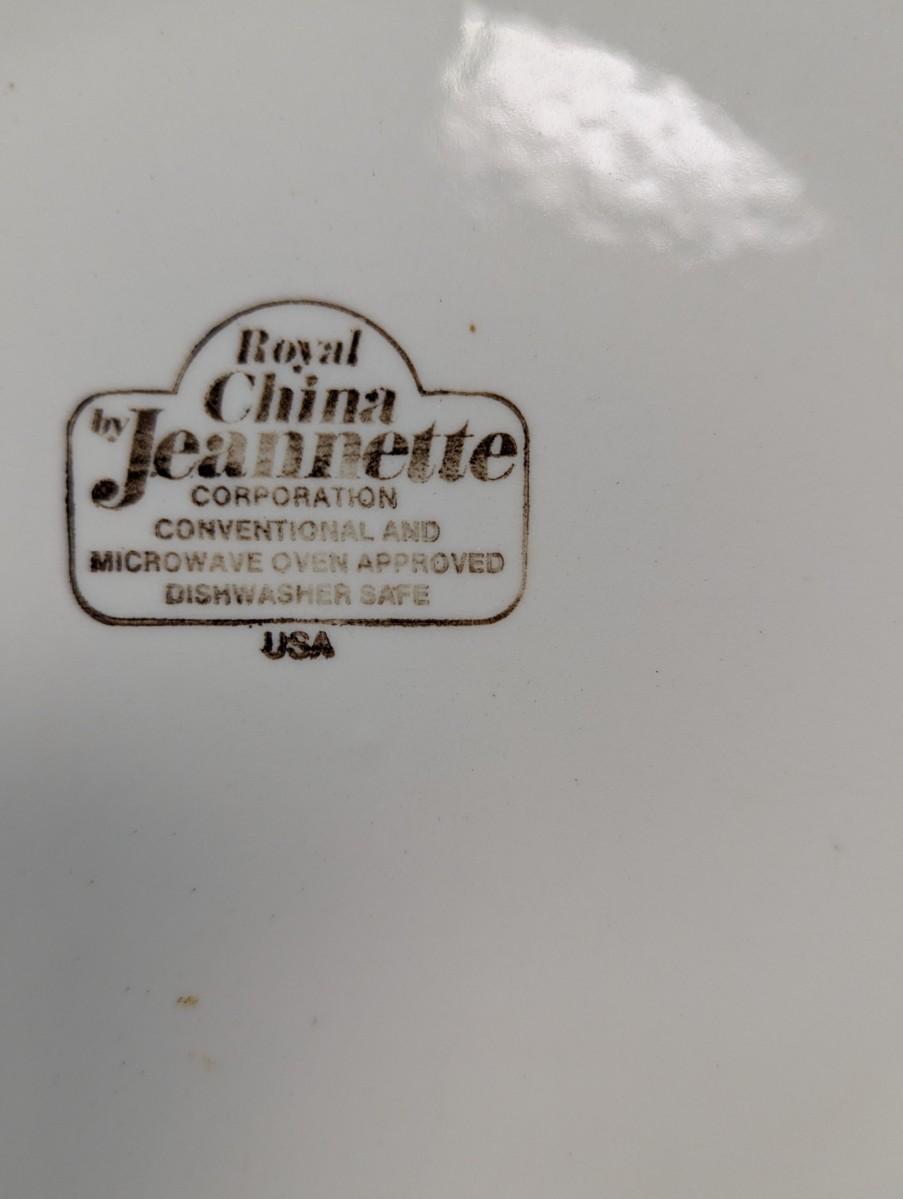 Royal
China
by Jeannette
CORPORATION
CONVENTIONAL AND
MICROWAVE OVEN APPROVED
DISHWASHER SAFE
USA